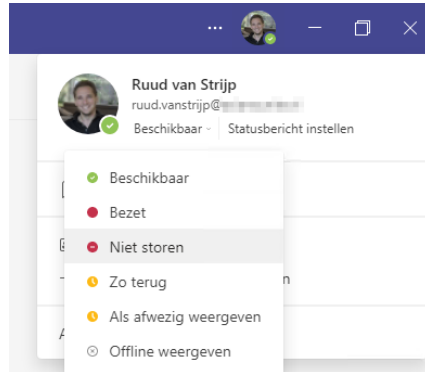 Ruud van Strijp
ruud.vanstrijp@
Beschikbaar
Statusbericht instellen
Beschikbaar
Bezet
Niet storen
Zo terug
Als afwezig weergeven
Offline weergeven